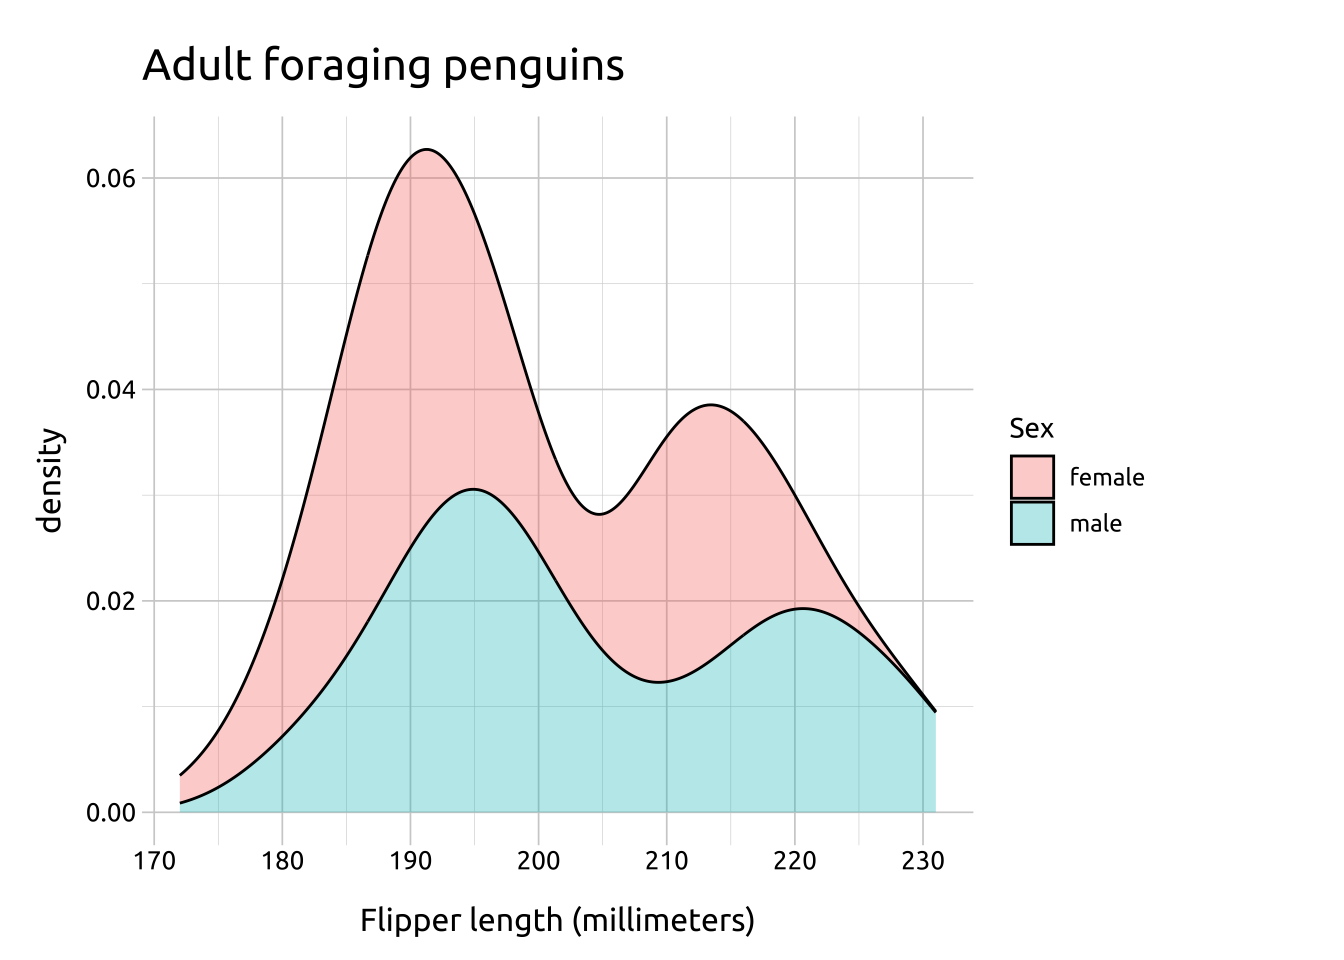 Adult foraging penguins
0.06
0.04
0.02
0.00
density
170 180 190 200 210 220 230
Flipper length (millimeters)
Sex
female
male